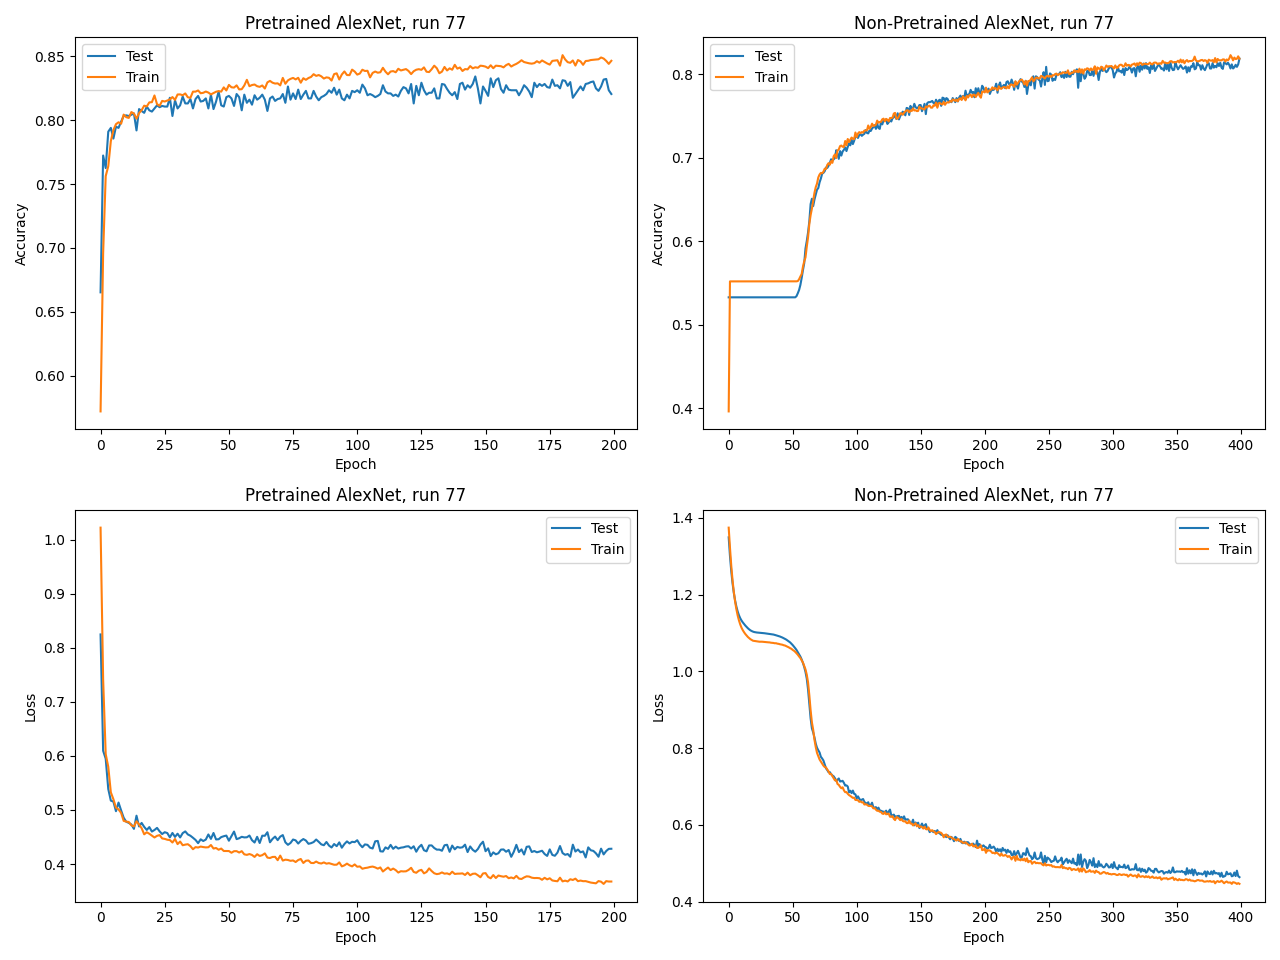 Pretrained AlexNet, run 77
0.85
0.80
0.75
0.70
0.65
0.60
Accuracy
Test
Train
0 25 50 75 100 125 150 175 200
Epoch
Non-Pretrained AlexNet, run 77
0.8
0.7
0.6
0.5
0.4
Accuracy
Test
Train
0 50 100 150 200 250 300 350 400
Epoch
Pretrained AlexNet, run 77
1.0
0.9
0.8
0.7
0.6
0.5
0.4
Loss
Test
Train
0 25 50 75 100 125 150 175 200
Epoch
Non-Pretrained AlexNet, run 77
1.4
1.2
1.0
0.8
0.6
0.4
Loss
Test
Train
0 50 100 150 200 250 300 350 400
Epoch